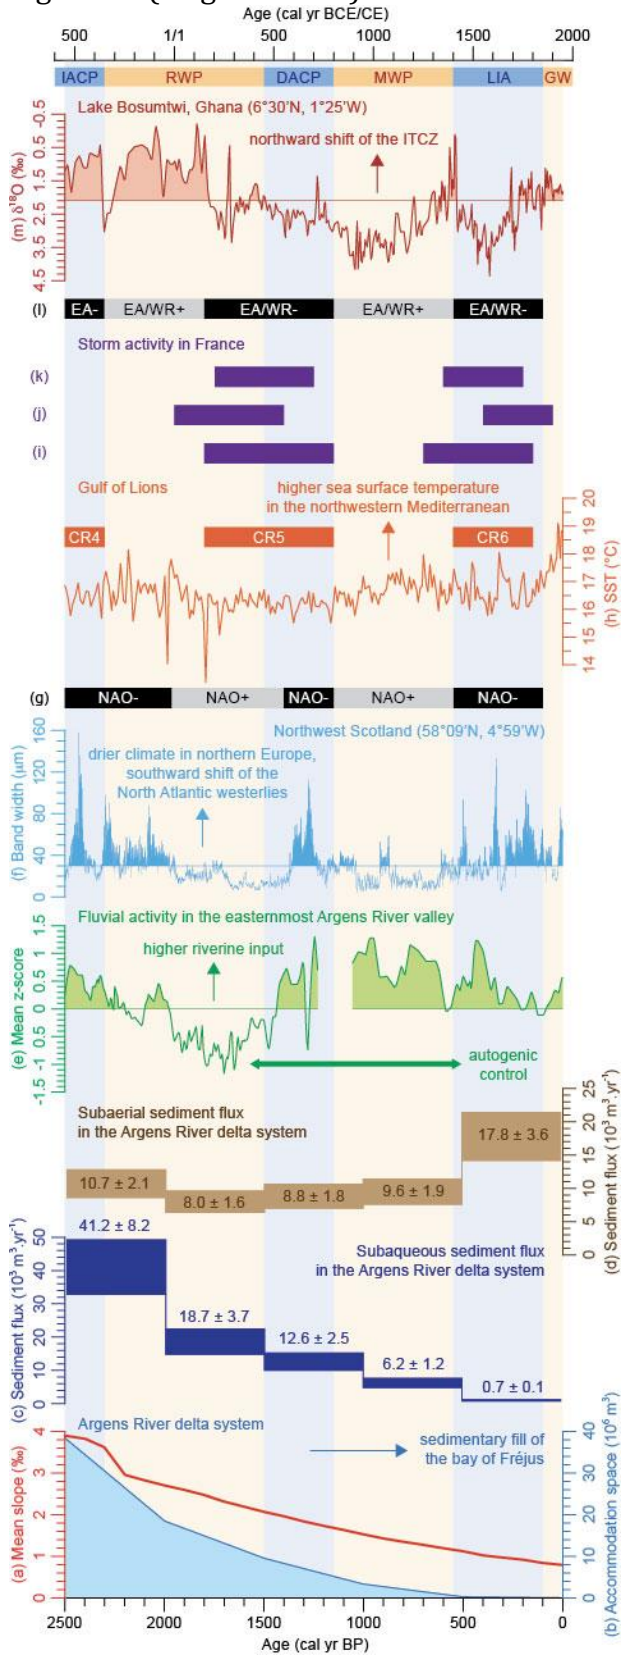 Age (cal yr BCE/CE)
500 1/1 500 1000 1500 2000
IACP RWP DACP MWP LIA GW
Lake Bosumtwi, Ghana (6°30'N, 1°25'W)
northward shift of the ITCZ
(m) δ¹⁸O (‰)
-0.5
0.5
1.5
2.5
3.5
4.5
(l) EA- EA/WR+ EA/WR- EA/WR+ EA/WR-
Storm activity in France
(k)
(j)
(i)
Gulf of Lions
higher sea surface temperature
in the northwestern Mediterranean
CR4 CR5 CR6
(h) SST (°C)
20
19
18
17
16
15
14
(g) NAO- NAO+ NAO- NAO+ NAO-
Northwest Scotland (58°09'N, 4°59'W)
drier climate in northern Europe,
southward shift of the
North Atlantic westerlies
(f) Band width (µm)
160
120
80
40
0
Fluvial activity in the easternmost Argens River valley
higher riverine input
(e) Mean z-score
1.5
1
0.5
0
0.5
-1
-1.5
autogenic
control
Subaerial sediment flux
in the Argens River delta system
10.7 ± 2.1
8.0 ± 1.6
8.8 ± 1.8
9.6 ± 1.9
17.8 ± 3.6
(d) Sediment flux (10³ m³.yr⁻¹)
25
20
15
10
5
0
Subaqueous sediment flux
in the Argens River delta system
41.2 ± 8.2
18.7 ± 3.7
12.6 ± 2.5
6.2 ± 1.2
0.7 ± 0.1
(c) Sediment flux (10³ m³.yr⁻¹)
50
40
30
20
10
0
Argens River delta system
sedimentary fill of
the bay of Fréjus
(a) Mean slope (‰)
4
3
2
1
0
(b) Accommodation space (10⁶ m³)
40
30
20
10
0
2500 2000 1500 1000 500 0
Age (cal yr BP)